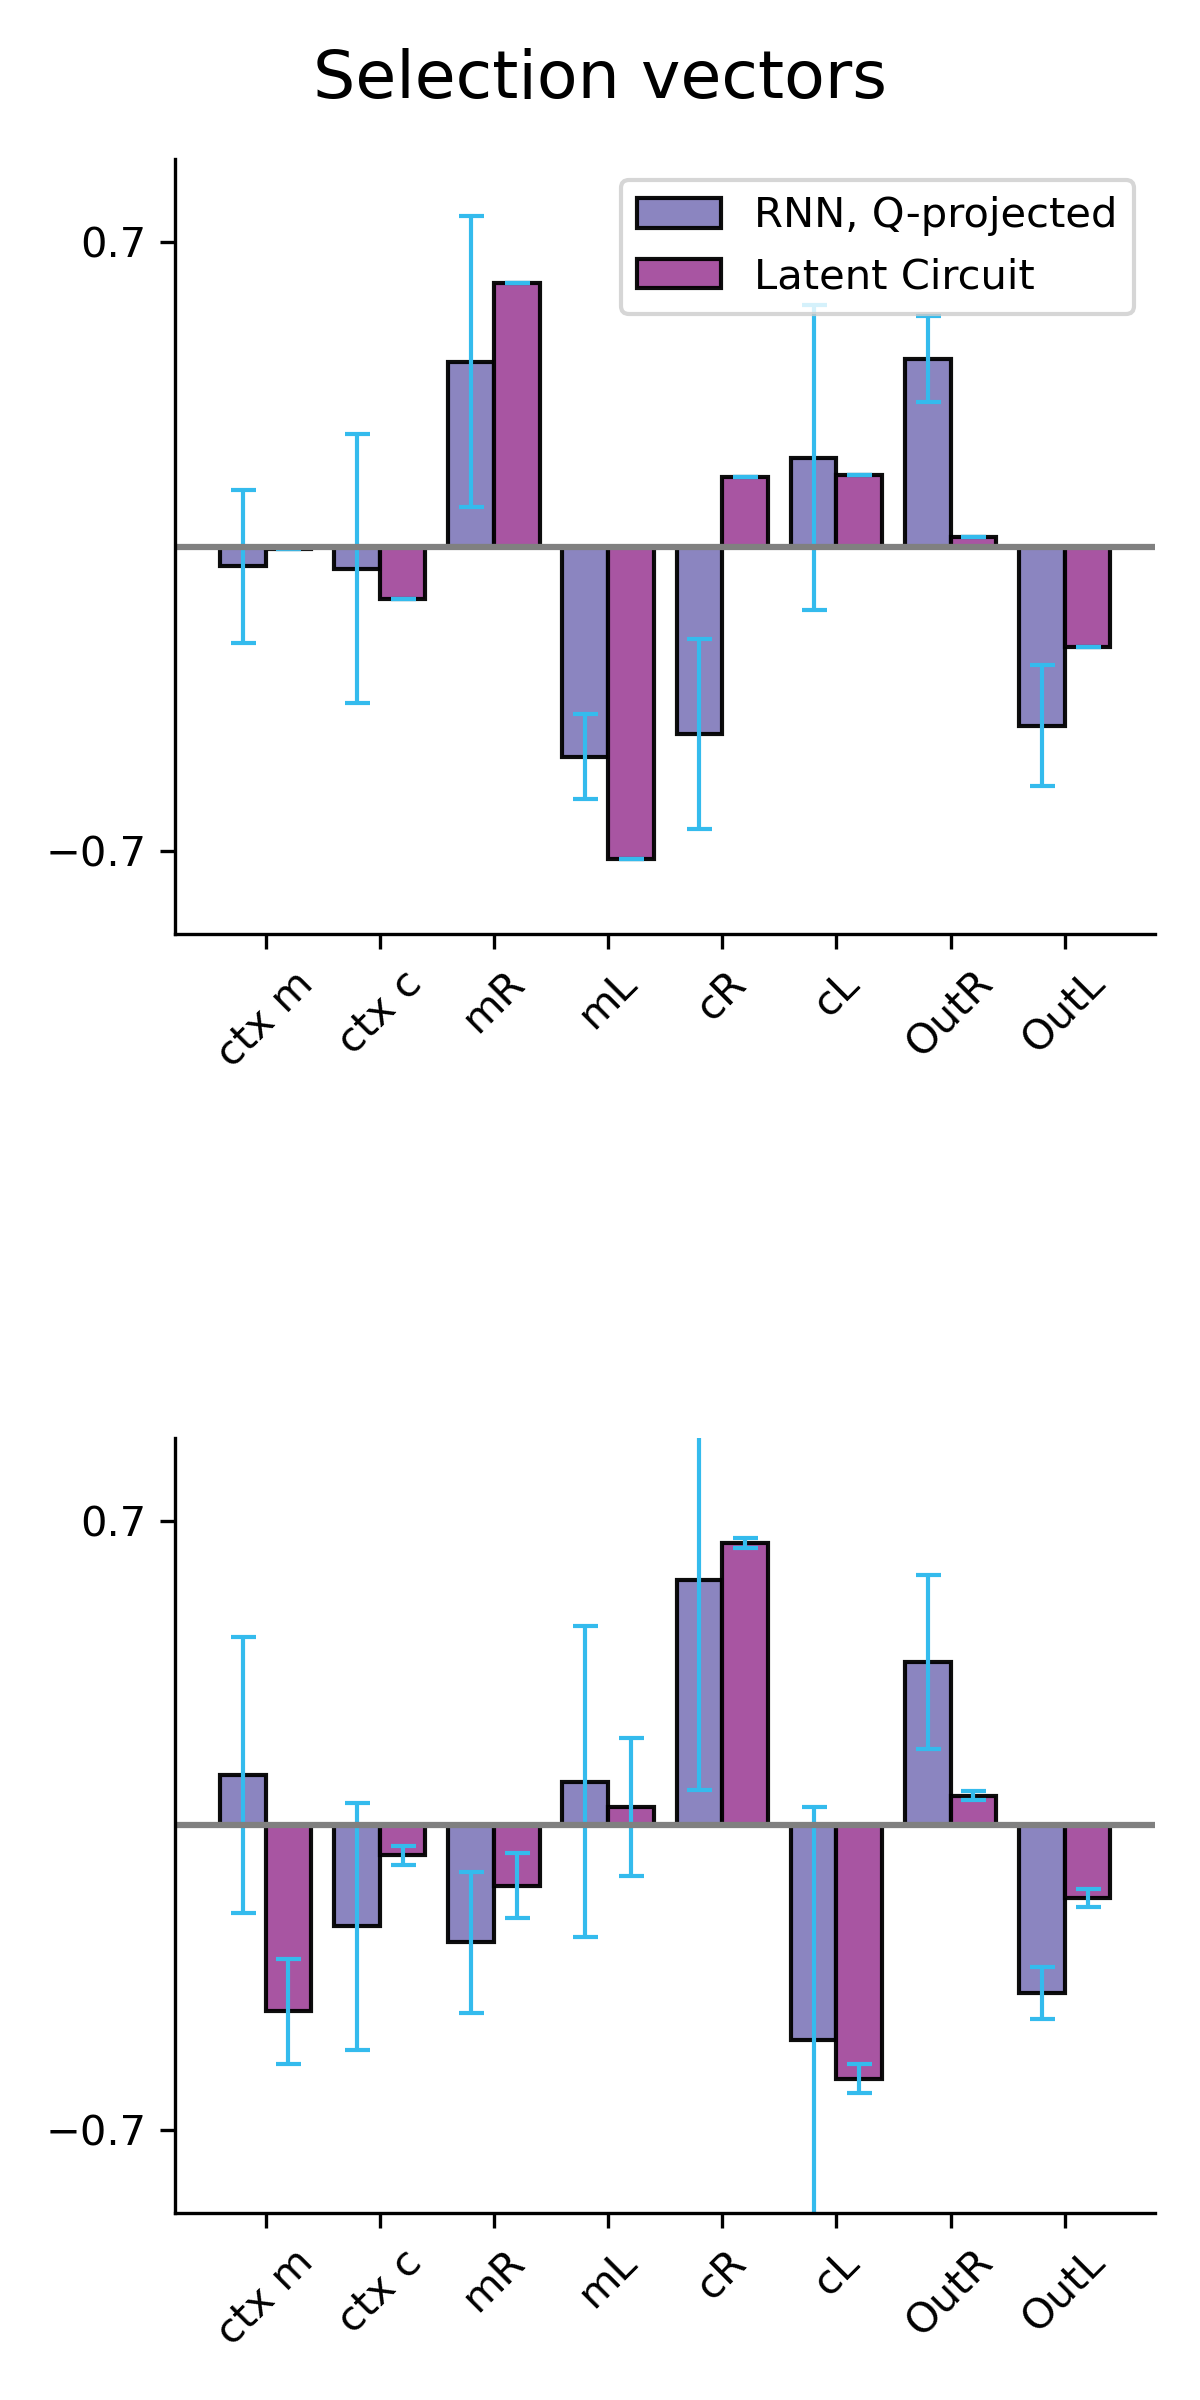 Selection vectors
RNN, Q-projected
Latent Circuit
0.7
−0.7
ctx m
ctx c
mR
mL
cR
cL
OutR
OutL
0.7
−0.7
ctx m
ctx c
mR
mL
cR
cL
OutR
OutL